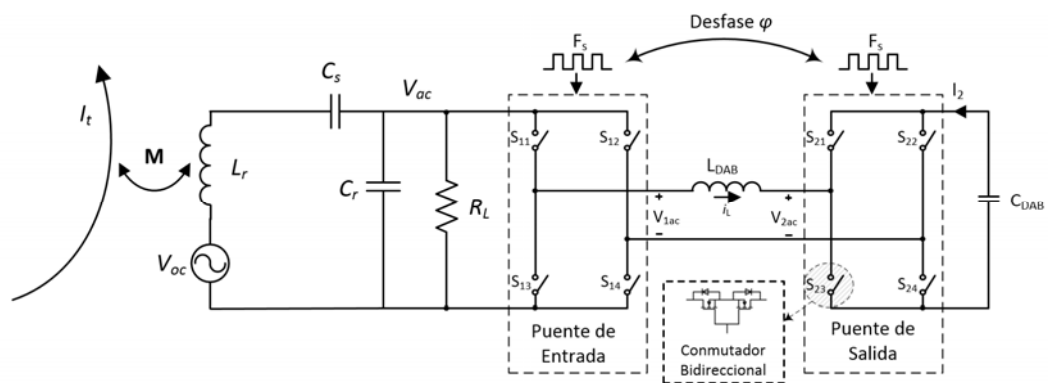 Desfase φ
F_s
F_s
I_t
M
L_r
V_oc
C_s
V_ac
C_r
R_L
S_11
S_12
S_13
S_14
Puente de
Entrada
L_DAB
i_L
+
V_1ac
-
+
V_2ac
-
Conmutador
Bidireccional
S_21
S_22
S_23
S_24
Puente de
Salida
I_2
C_DAB